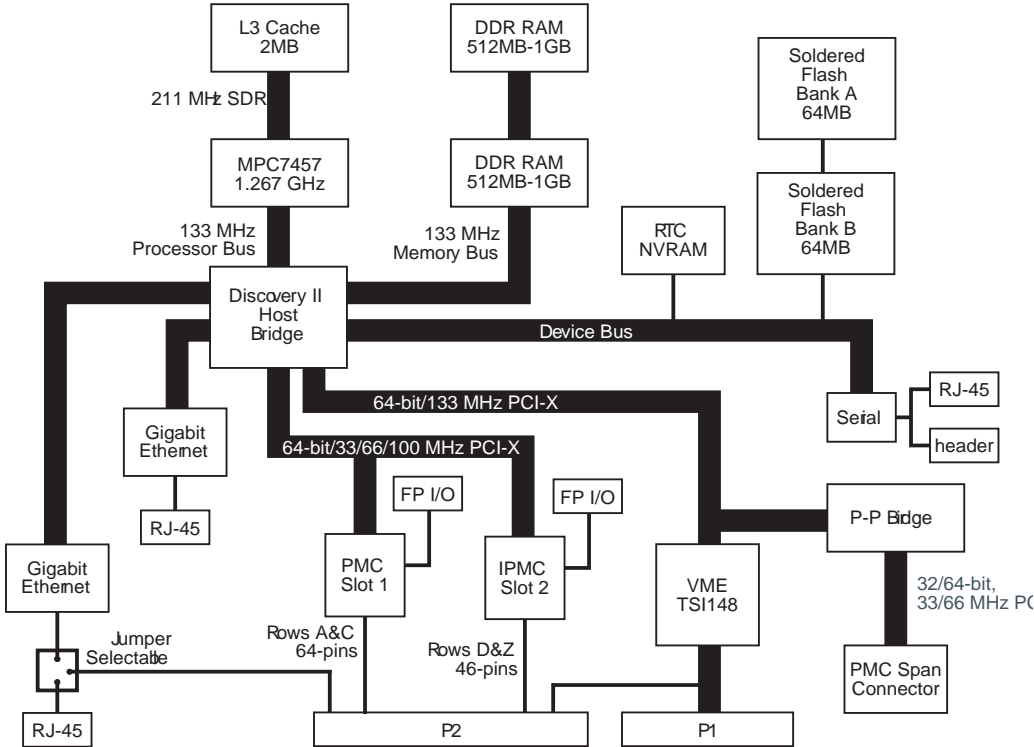 L3 Cache
2MB
DDR RAM
512MB-1GB
Soldered
Flash
Bank A
64MB
211 MHz SDR
MPC7457
1.267 GHz
DDR RAM
512MB-1GB
Soldered
Flash
Bank B
64MB
133 MHz
Processor Bus
133 MHz
Memory Bus
RTC
NVRAM
Discovery II
Host
Bridge
Device Bus
64-bit/133 MHz PCI-X
RJ-45
Serial
header
Gigabit
Ethernet
64-bit/33/66/100 MHz PCI-X
FP I/O
FP I/O
RJ-45
P-P Bridge
Gigabit
Ethernet
PMC
Slot 1
IPMC
Slot 2
VME
TSI148
32/64-bit,
33/66 MHz PC
Rows A&C
64-pins
Rows D&Z
46-pins
Jumper
Selectable
PMC Span
Connector
RJ-45
P2
P1